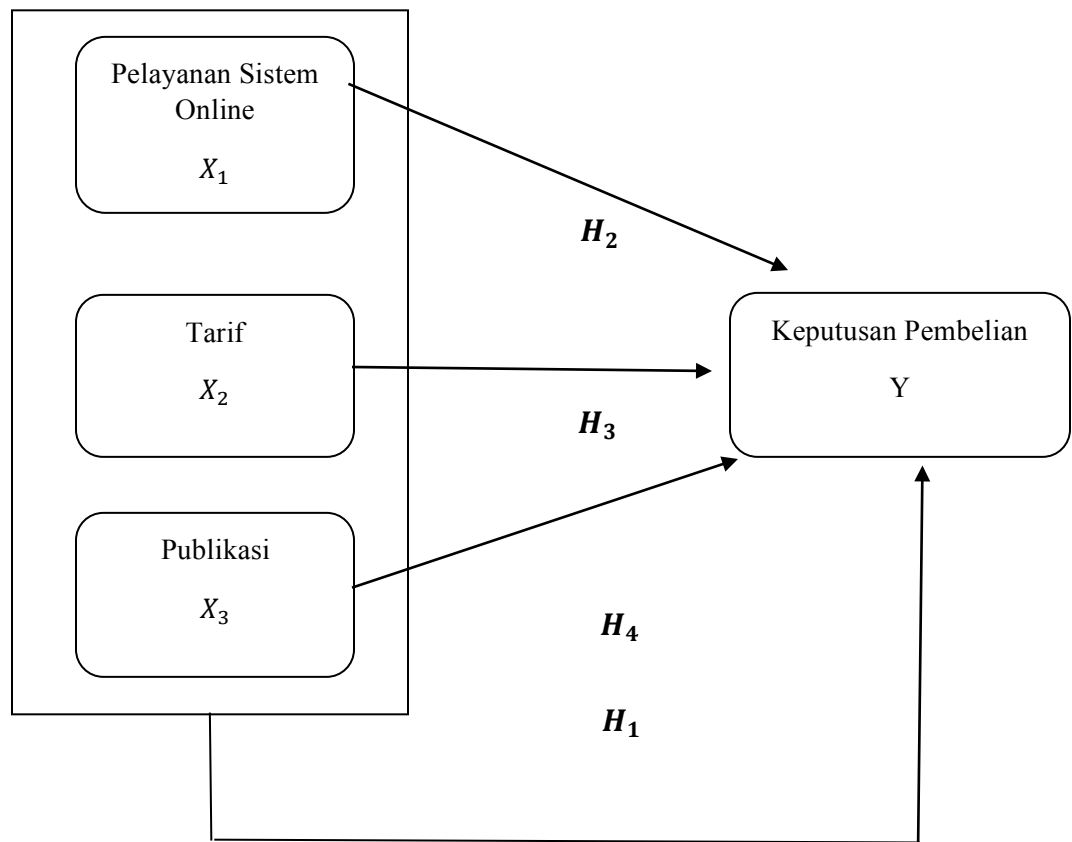 Pelayanan Sistem
Online
X₁
H₂
Tarif
X₂
H₃
Keputusan Pembelian
Y
Publikasi
X₃
H₄
H₁